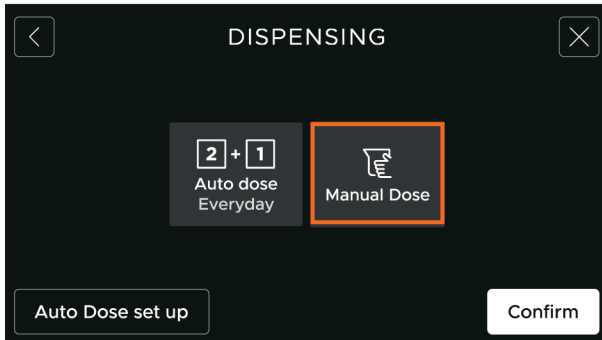 DISPENSING
2 + 1
Auto dose
Everyday
Manual Dose
Auto Dose set up
Confirm